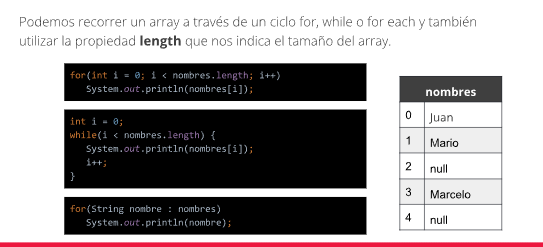 Podemos recorrer un array a través de un ciclo for, while o for each y también
utilizar la propiedad length que nos indica el tamaño del array.
for(int i = 0; i < nombres.length; i++)
System.out.println(nombres[i]);
int i = 0;
while(i < nombres.length) {
System.out.println(nombres[i]);
i++;
}
for(String nombre : nombres)
System.out.println(nombre);
nombres
0 Juan
1 Mario
2 null
3 Marcelo
4 null